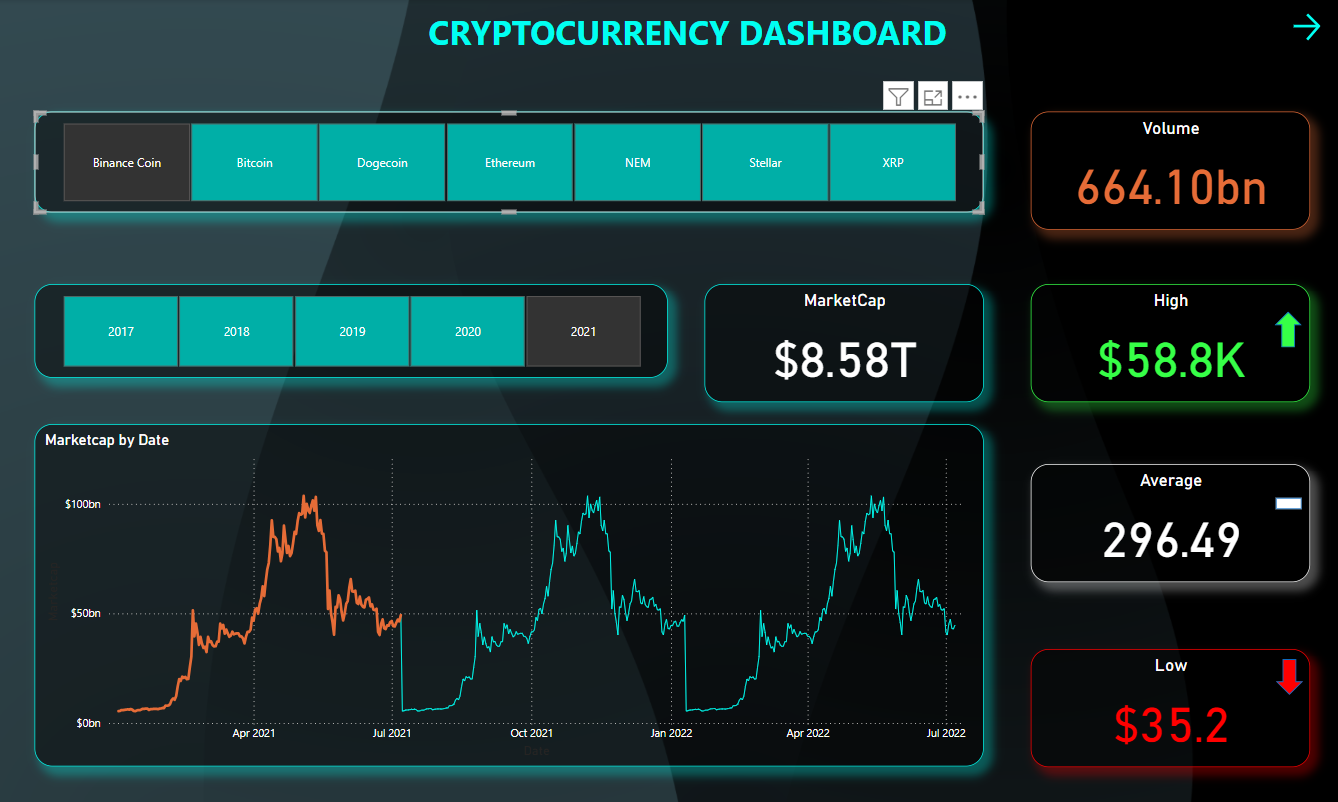 CRYPTOCURRENCY DASHBOARD
Binance Coin
Bitcoin
Dogecoin
Ethereum
NEM
Stellar
XRP
Volume
664.10bn
2017
2018
2019
2020
2021
MarketCap
$8.58T
High
$58.8K
Marketcap by Date
$100bn
$50bn
$0bn
Apr 2021
Jul 2021
Oct 2021
Jan 2022
Apr 2022
Jul 2022
Date
Average
296.49
Low
$35.2